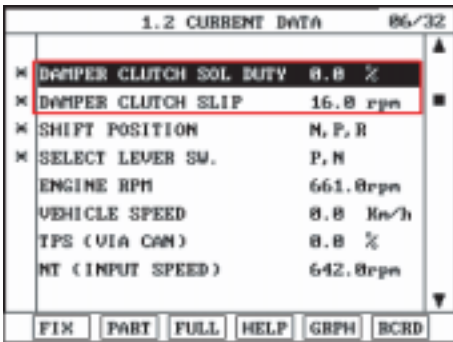 1.2 CURRENT DATA 06/32
× DAMPER CLUTCH SOL DUTY 0.0 %
× DAMPER CLUTCH SLIP 16.0 rpm
× SHIFT POSITION N,P,R
× SELECT LEVER SW. P,N
ENGINE RPM 661.0rpm
VEHICLE SPEED 0.0 Km/h
TPS (VIA CAN) 0.0 %
NT (INPUT SPEED) 642.0rpm
FIX PART FULL HELP GRPH RCRD